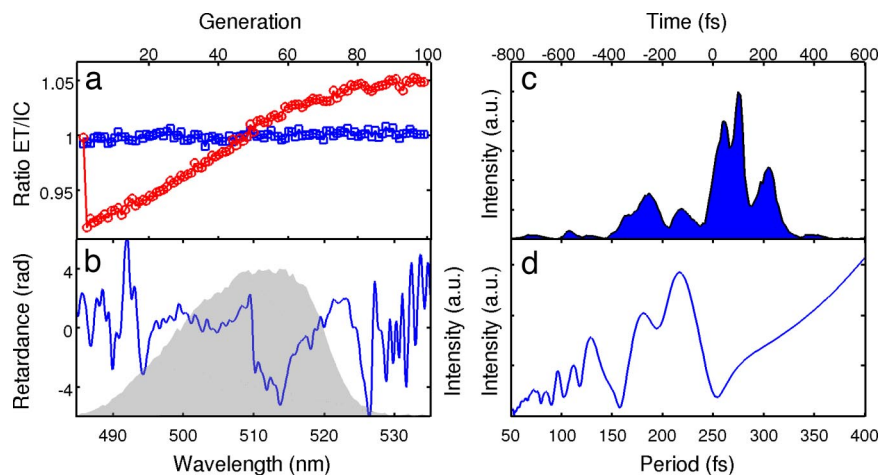 Generation
20 40 60 80 100
a
1.05
1
0.95
Ratio ET/IC
b
4
0
-4
Retardance (rad)
490 500 510 520 530
Wavelength (nm)
Time (fs)
-800 -600 -400 -200 0 200 400 600
c
Intensity (a.u.)
d
Intensity (a.u.)
Intensity (a.u.)
50 100 150 200 250 300 350 400
Period (fs)